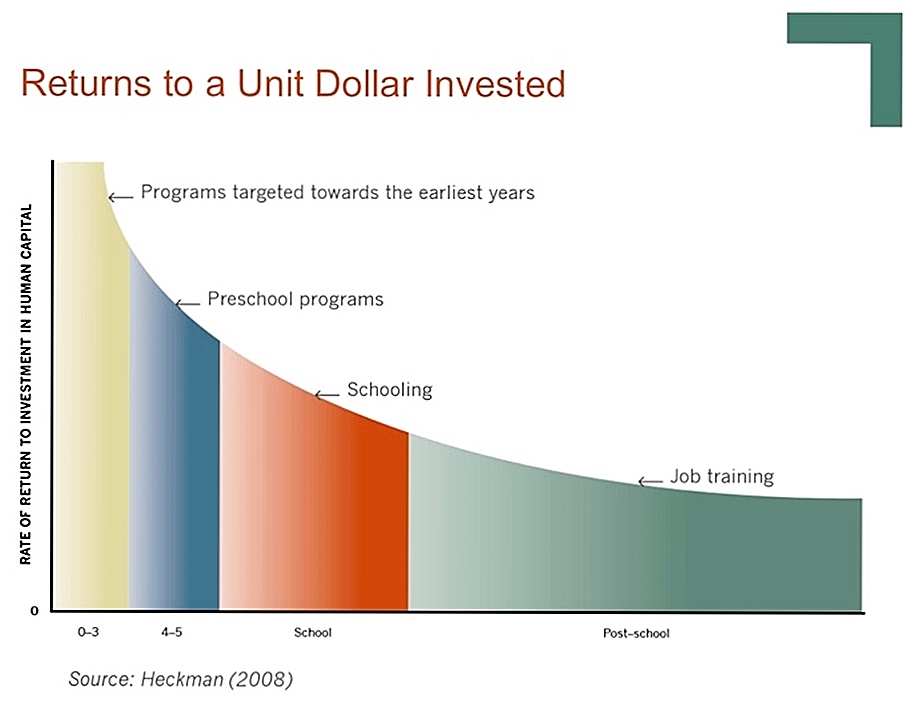 Returns to a Unit Dollar Invested
Programs targeted towards the earliest years
Preschool programs
Schooling
Job training
RATE OF RETURN TO INVESTMENT IN HUMAN CAPITAL
0
0–3 4–5 School Post–school
Source: Heckman (2008)